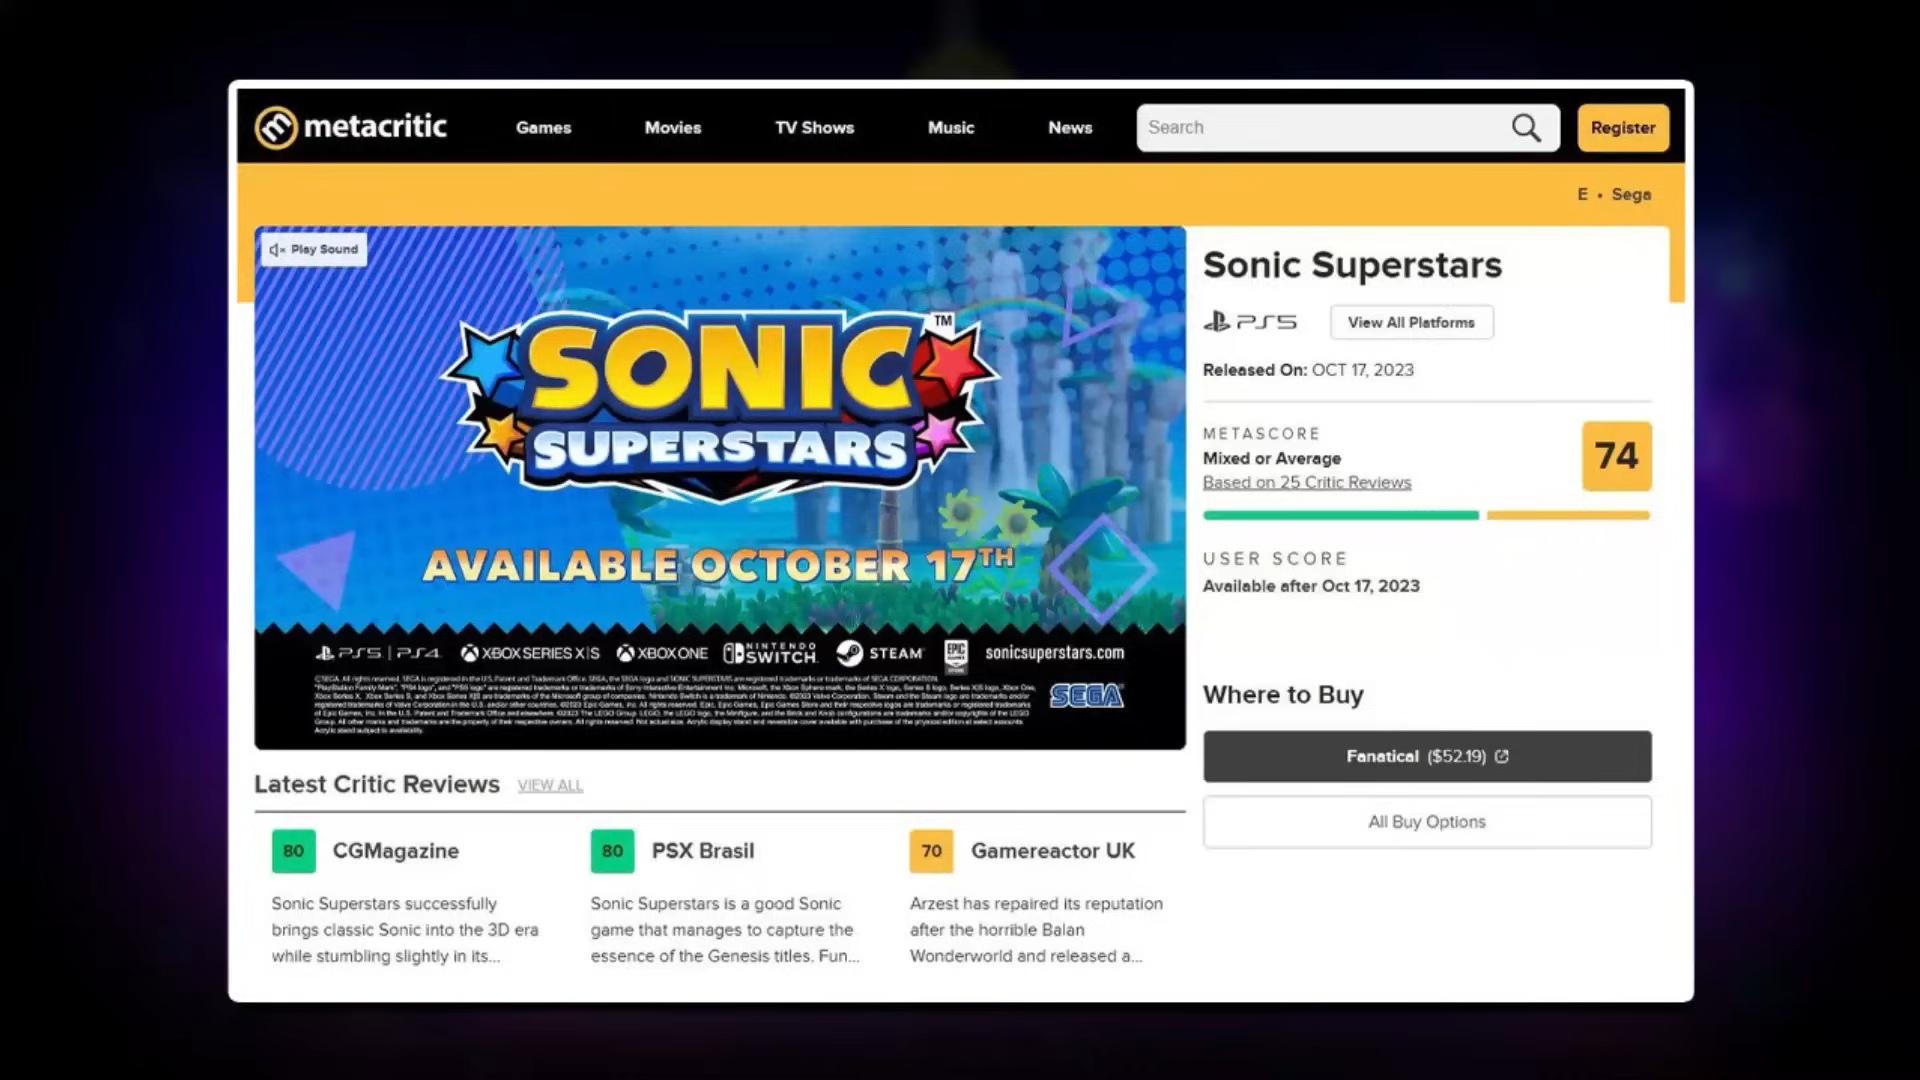 metacritic
Games
Movies
TV Shows
Music
News
Search
Register
E • Sega
Play Sound
SONIC
TM
SUPERSTARS
AVAILABLE OCTOBER 17TH
PS5 | PS4
XBOX SERIES X|S
XBOX ONE
NINTENDO
SWITCH
STEAM
EPIC
GAMES
sonicsuperstars.com
SEGA
Sonic Superstars
PS5
View All Platforms
Released On: OCT 17, 2023
METASCORE
Mixed or Average
Based on 25 Critic Reviews
74
USER SCORE
Available after Oct 17, 2023
Where to Buy
Fanatical ($52.19)
All Buy Options
Latest Critic Reviews
VIEW ALL
80
CGMagazine
Sonic Superstars successfully
brings classic Sonic into the 3D era
while stumbling slightly in its...
80
PSX Brasil
Sonic Superstars is a good Sonic
game that manages to capture the
essence of the Genesis titles. Fun...
70
Gamereactor UK
Arzest has repaired its reputation
after the horrible Balan
Wonderworld and released a...